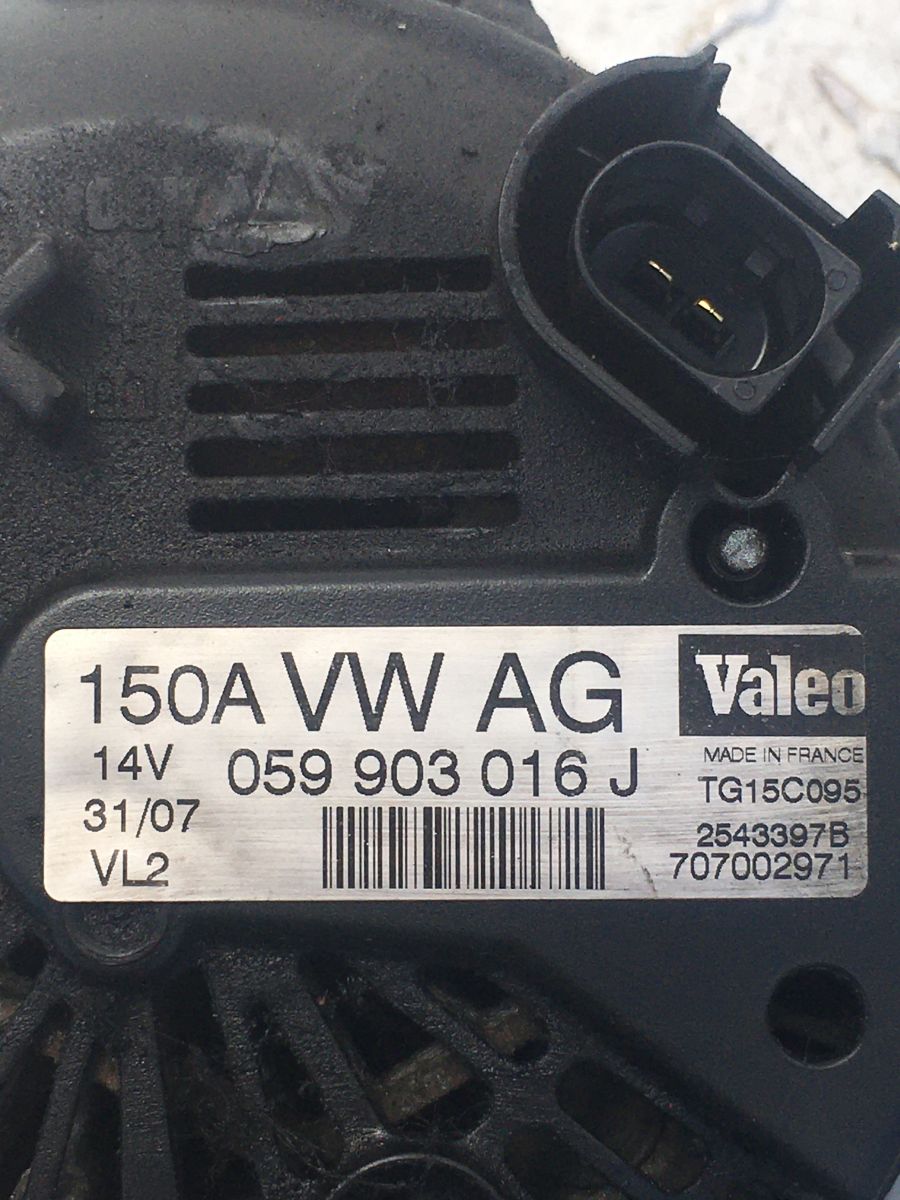 150A VW AG Valeo
MADE IN FRANCE
14V 059 903 016 J TG15C095
31/07 2543397B
VL2 707002971